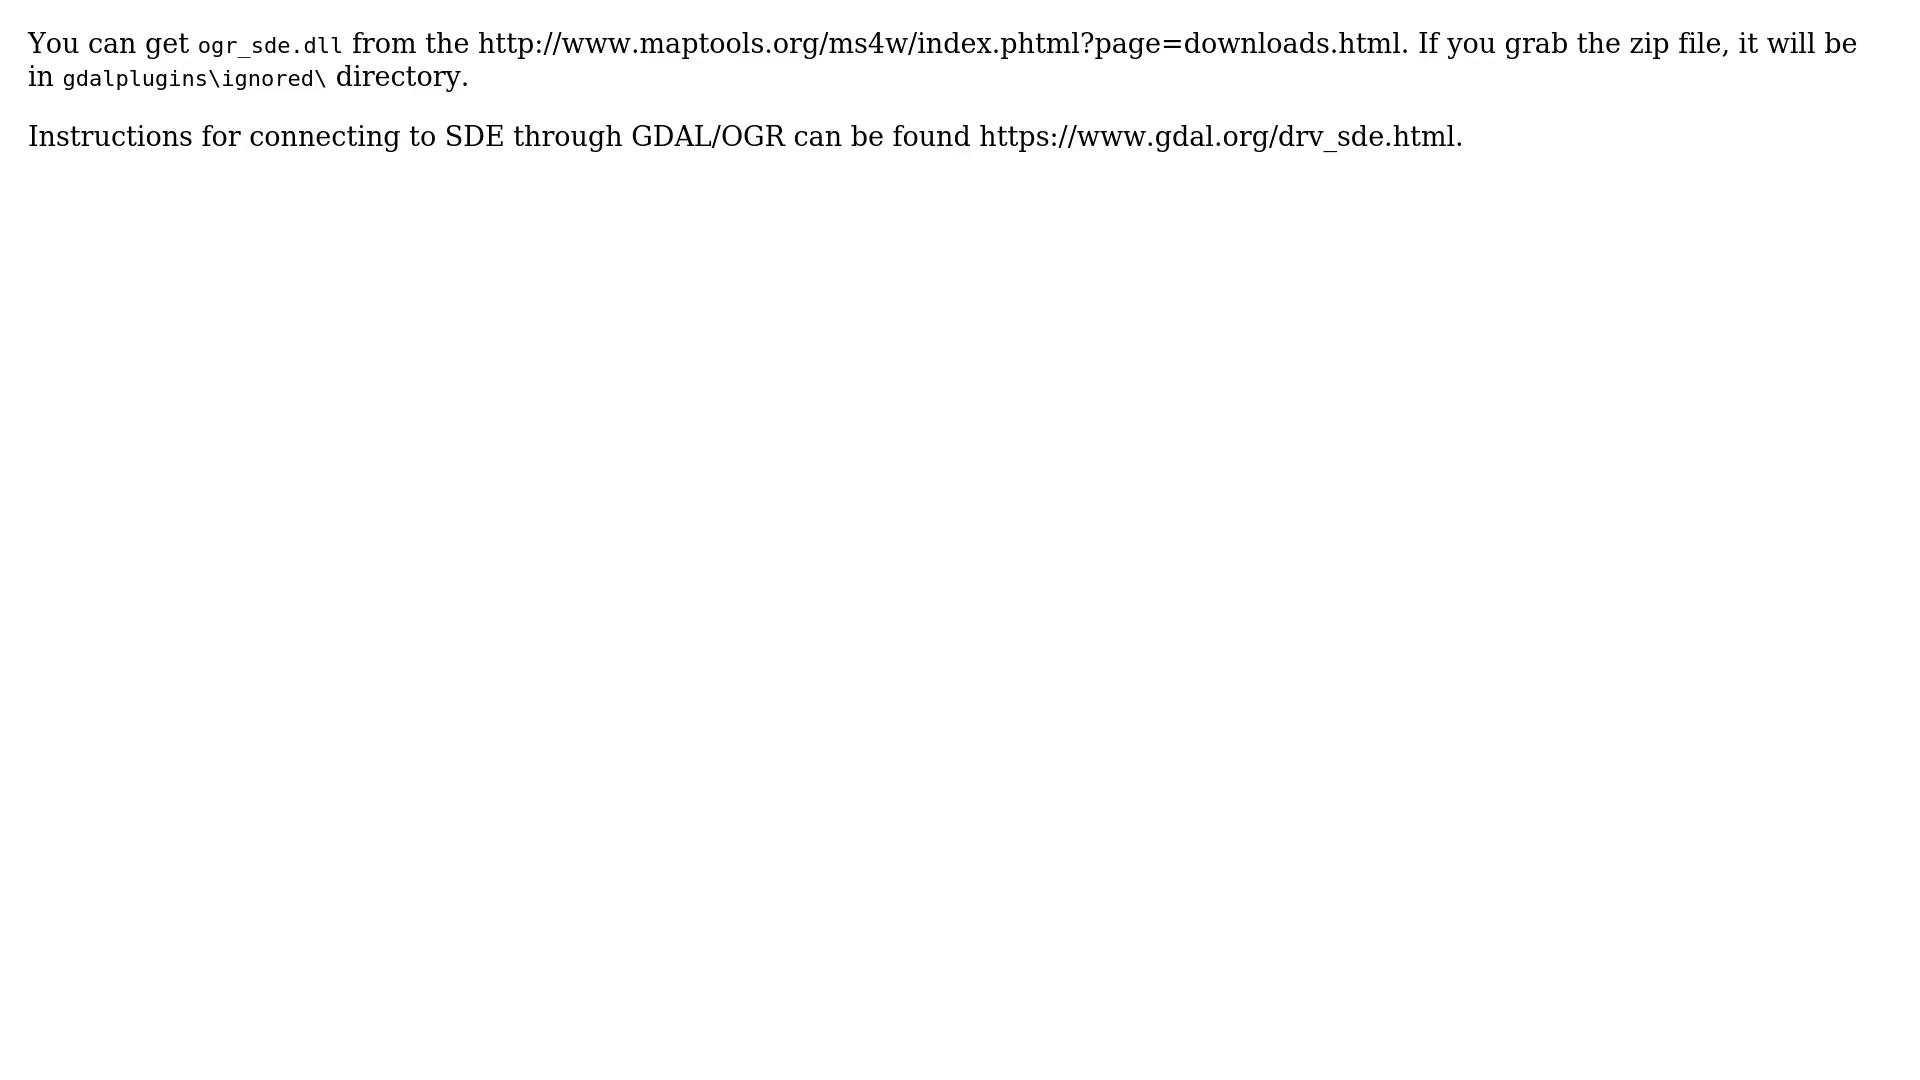 You can get ogr_sde.dll from the http://www.maptools.org/ms4w/index.phtml?page=downloads.html. If you grab the zip file, it will be
in gdalplugins\ignored\ directory.
Instructions for connecting to SDE through GDAL/OGR can be found https://www.gdal.org/drv_sde.html.